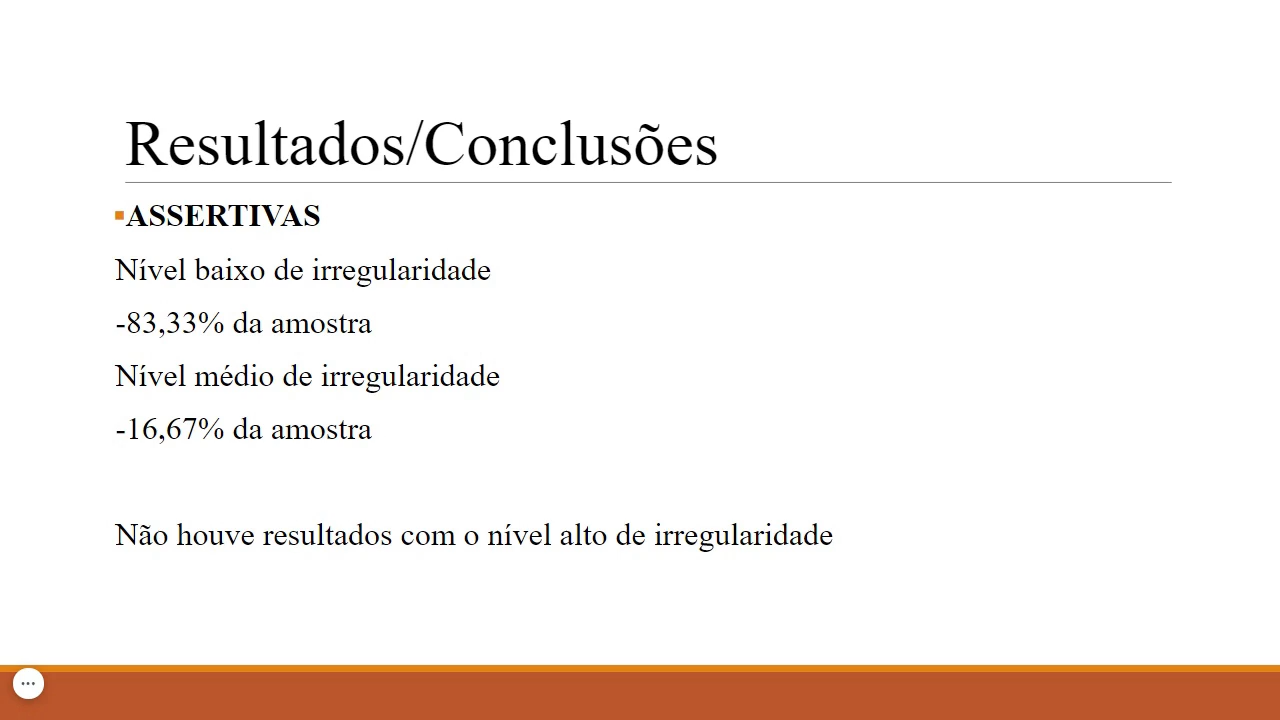 Resultados/Conclusões
▪ASSERTIVAS
Nível baixo de irregularidade
-83,33% da amostra
Nível médio de irregularidade
-16,67% da amostra
Não houve resultados com o nível alto de irregularidade